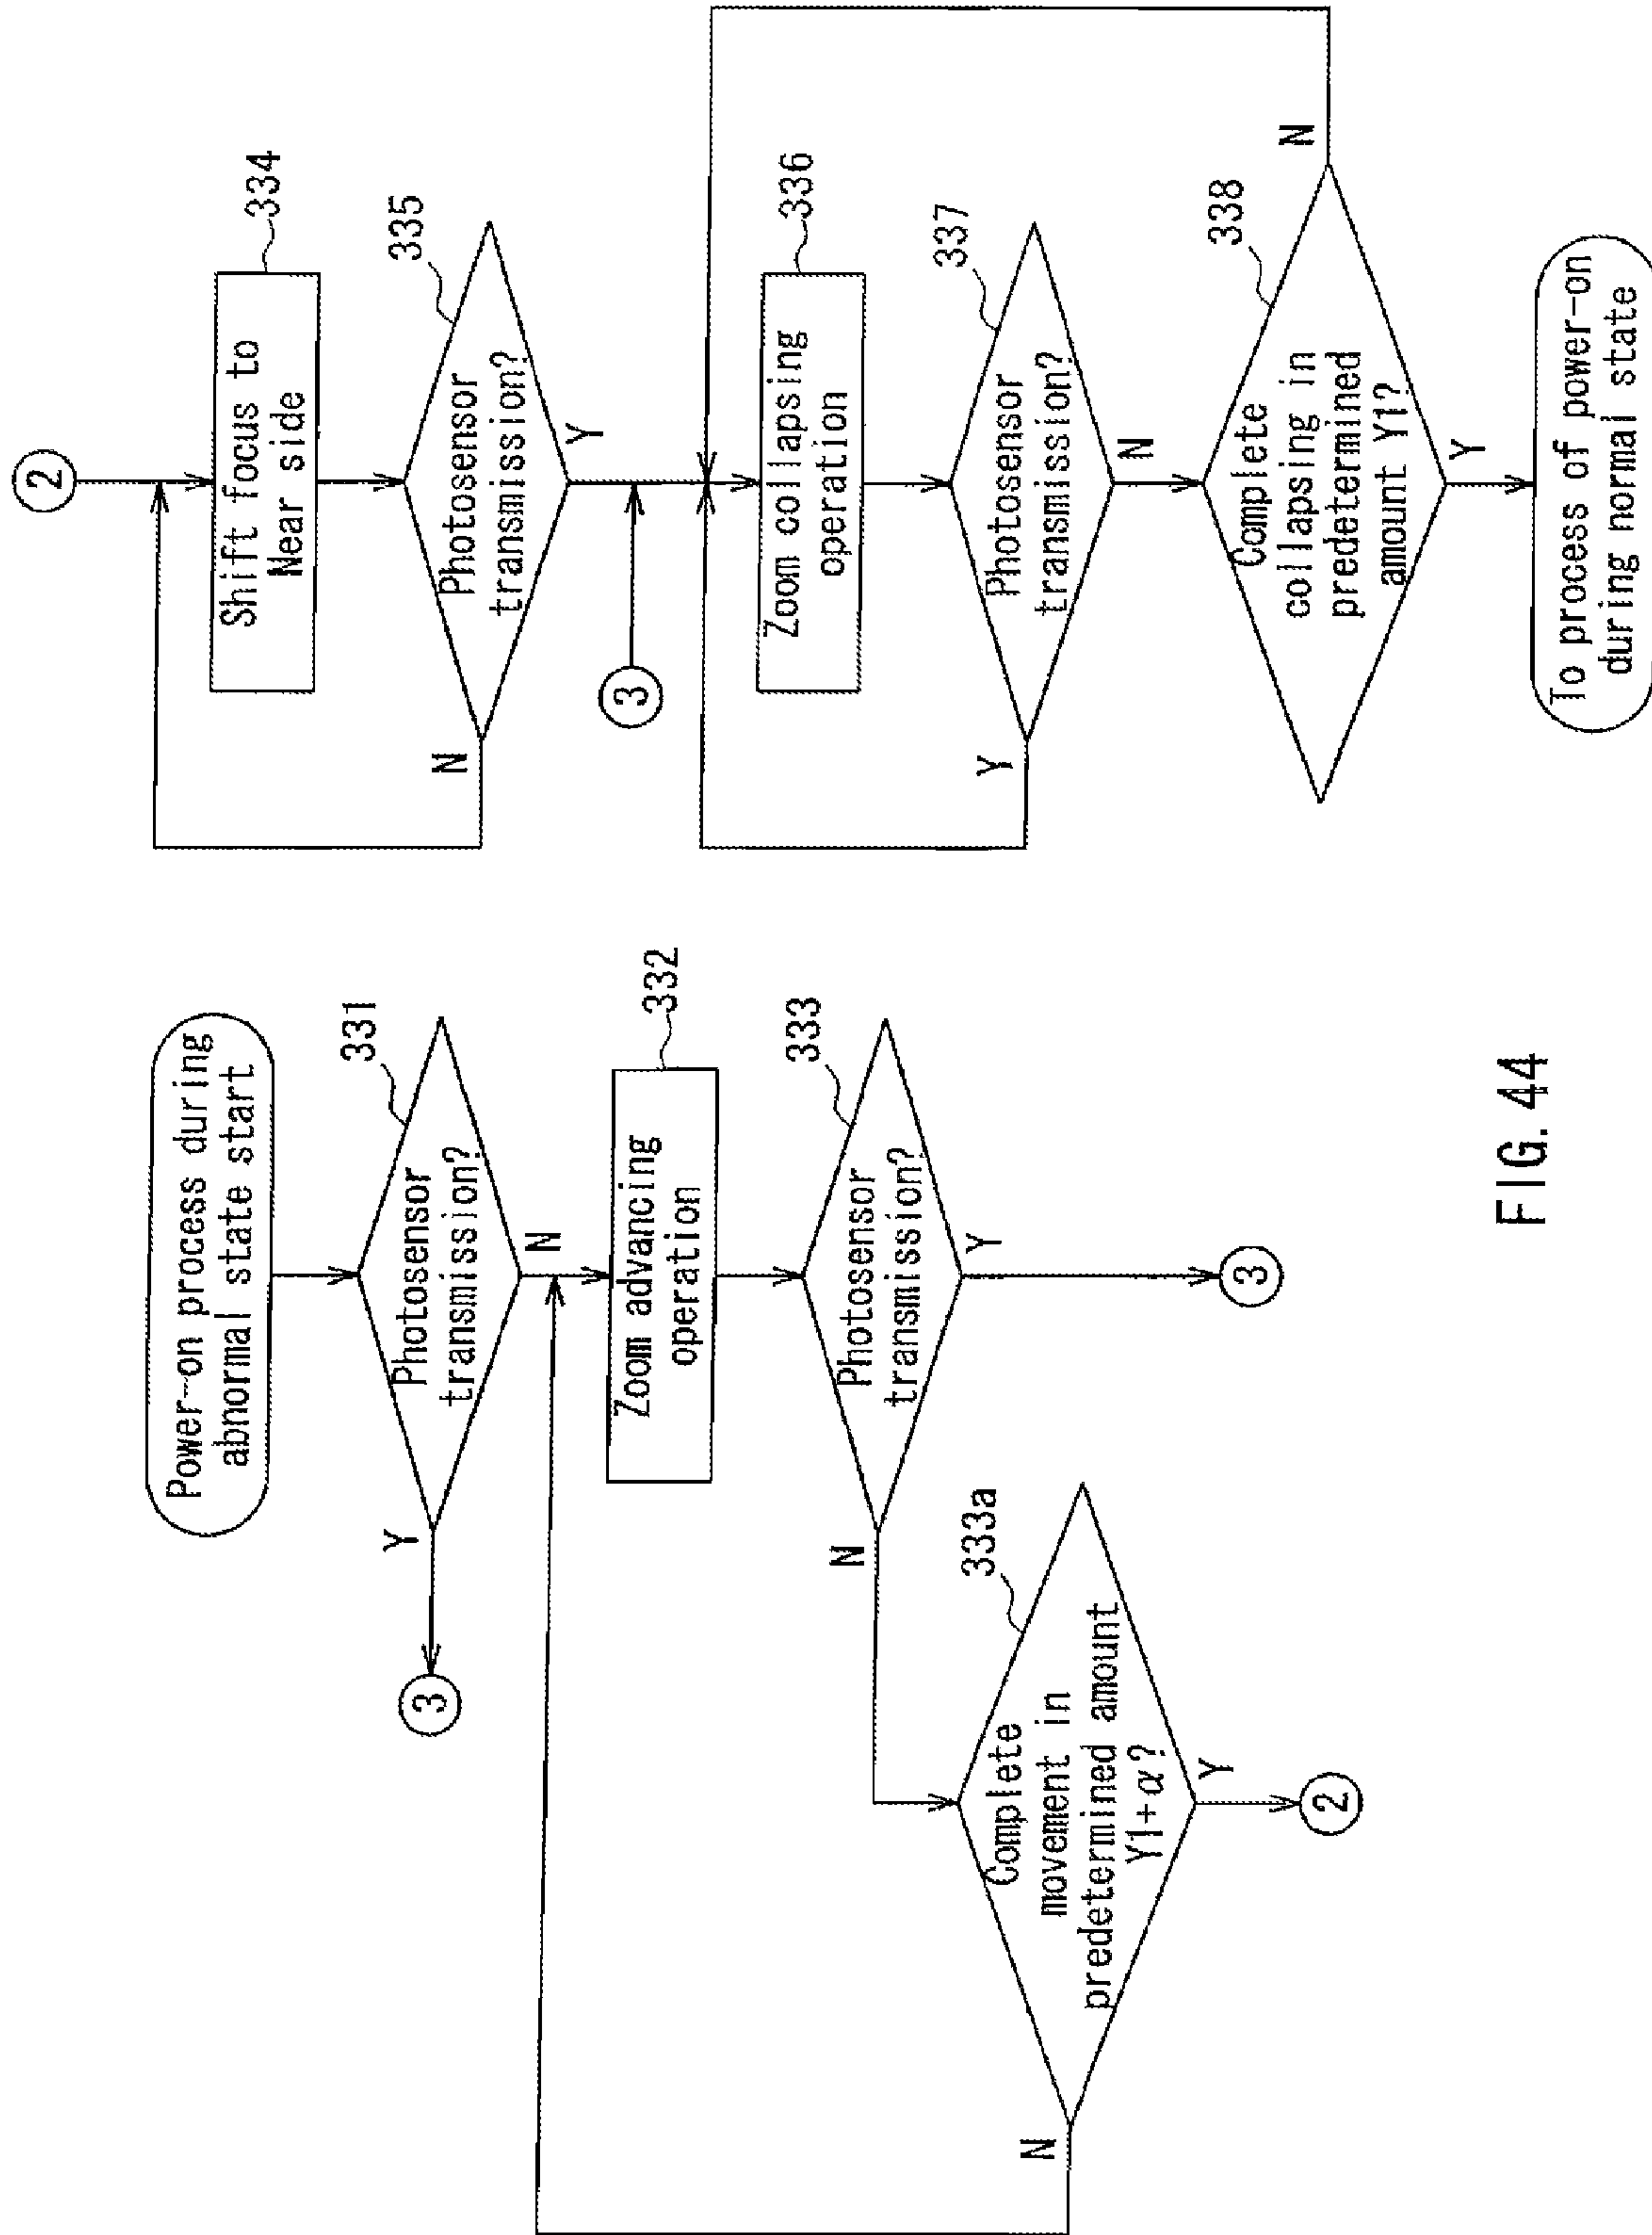 Power-on process during
abnormal state start
331
Photosensor
transmission?
Y
N
3
332
Zoom advancing
operation
333
Photosensor
transmission?
N
Y
3
333a
Complete
movement in
predetermined amount
Y1+α?
N
Y
2
2
334
Shift focus to
Near side
335
Photosensor
transmission?
N
Y
3
336
Zoom collapsing
operation
337
Photosensor
transmission?
Y
N
338
Complete
collapsing in
predetermined
amount Y1?
N
Y
To process of power-on
during normal state
FIG. 44